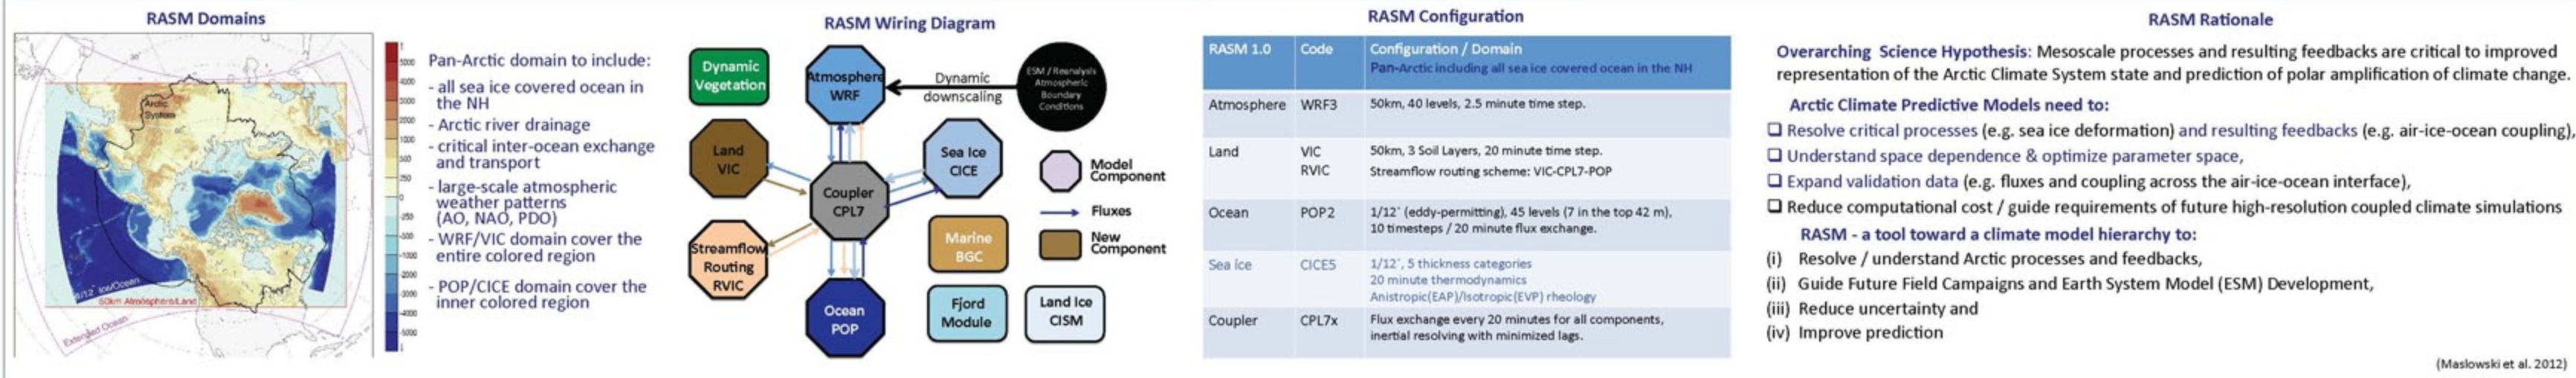 RASM Domains
Arctic
System
1/12° Ice/Ocean
50km Atmosphere/Land
Extended Ocean
5000
4000
3000
2000
1000
500
250
0
-250
-500
-1000
-2000
-3000
-4000
-5000
Pan-Arctic domain to include:
- all sea ice covered ocean in
the NH
- Arctic river drainage
- critical inter-ocean exchange
and transport
- large-scale atmospheric
weather patterns
(AO, NAO, PDO)
- WRF/VIC domain cover the
entire colored region
- POP/CICE domain cover the
inner colored region
RASM Wiring Diagram
Dynamic
Vegetation
Atmosphere
WRF
Dynamic
downscaling
ESM / Reanalysis
Atmospheric
Boundary
Conditions
Land
VIC
Sea Ice
CICE
Coupler
CPL7
Streamflow
Routing
RVIC
Marine
BGC
Ocean
POP
Fjord
Module
Land Ice
CISM
Model
Component
Fluxes
New
Component
RASM Configuration
RASM 1.0 Code Configuration / Domain
Pan-Arctic including all sea ice covered ocean in the NH
Atmosphere WRF3 50km, 40 levels, 2.5 minute time step.
Land VIC 50km, 3 Soil Layers, 20 minute time step.
RVIC Streamflow routing scheme: VIC-CPL7-POP
Ocean POP2 1/12° (eddy-permitting), 45 levels (7 in the top 42 m),
10 timesteps / 20 minute flux exchange.
Sea ice CICE5 1/12°, 5 thickness categories
20 minute thermodynamics
Anistropic(EAP)/Isotropic(EVP) rheology
Coupler CPL7x Flux exchange every 20 minutes for all components,
inertial resolving with minimized lags.
RASM Rationale
Overarching Science Hypothesis: Mesoscale processes and resulting feedbacks are critical to improved
representation of the Arctic Climate System state and prediction of polar amplification of climate change.
Arctic Climate Predictive Models need to:
❑ Resolve critical processes (e.g. sea ice deformation) and resulting feedbacks (e.g. air-ice-ocean coupling),
❑ Understand space dependence & optimize parameter space,
❑ Expand validation data (e.g. fluxes and coupling across the air-ice-ocean interface),
❑ Reduce computational cost / guide requirements of future high-resolution coupled climate simulations
RASM - a tool toward a climate model hierarchy to:
(i) Resolve / understand Arctic processes and feedbacks,
(ii) Guide Future Field Campaigns and Earth System Model (ESM) Development,
(iii) Reduce uncertainty and
(iv) Improve prediction
(Maslowski et al. 2012)